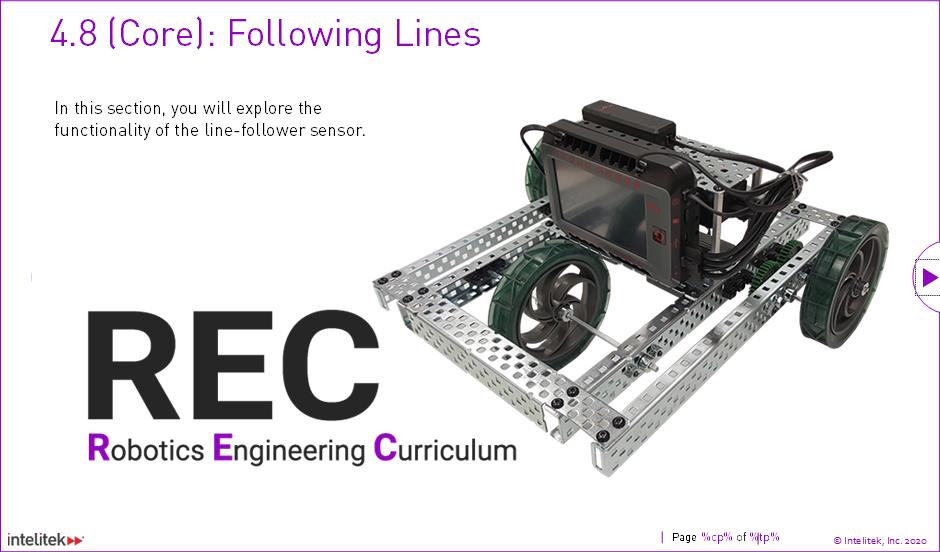 4.8 (Core): Following Lines
In this section, you will explore the
functionality of the line-follower sensor.
REC
Robotics Engineering Curriculum
intelitek
Page %cp% of %tp%
© Intelitek, Inc. 2020